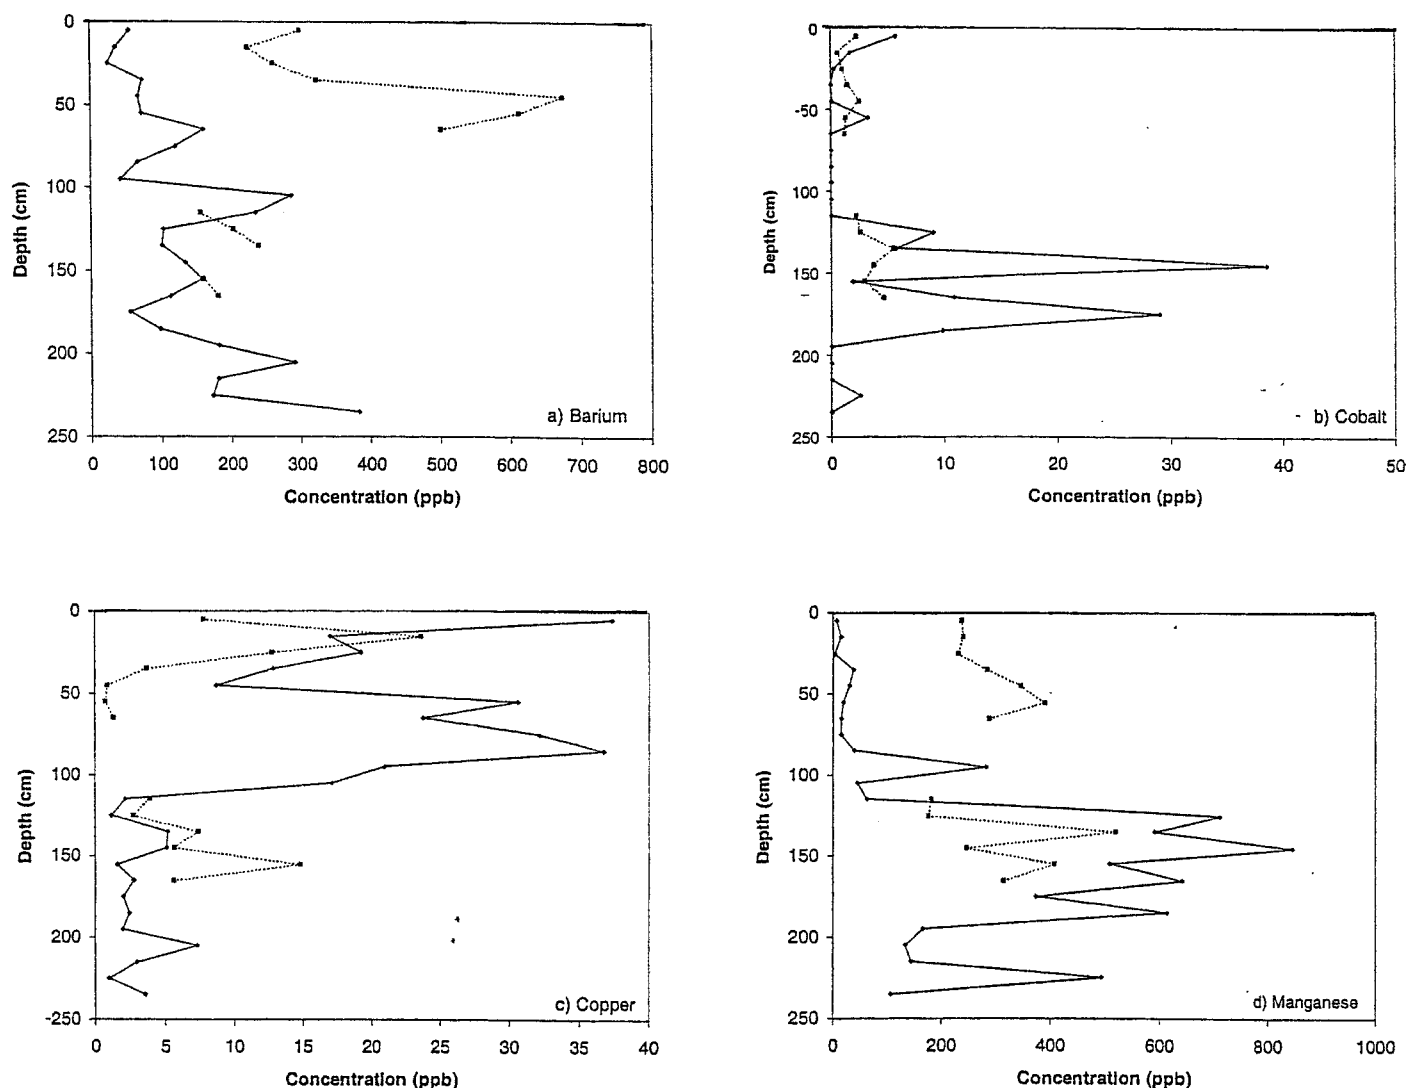 0
50
100
150
200
250
Depth (cm)
a) Barium
0 100 200 300 400 500 600 700 800
Concentration (ppb)
0
-50
100
150
200
250
Depth (cm)
b) Cobalt
0 10 20 30 40 50
Concentration (ppb)
0
50
100
150
200
-250
Depth (cm)
c) Copper
0 5 10 15 20 25 30 35 40
Concentration (ppb)
0
50
100
150
200
250
Depth (cm)
d) Manganese
0 200 400 600 800 1000
Concentration (ppb)